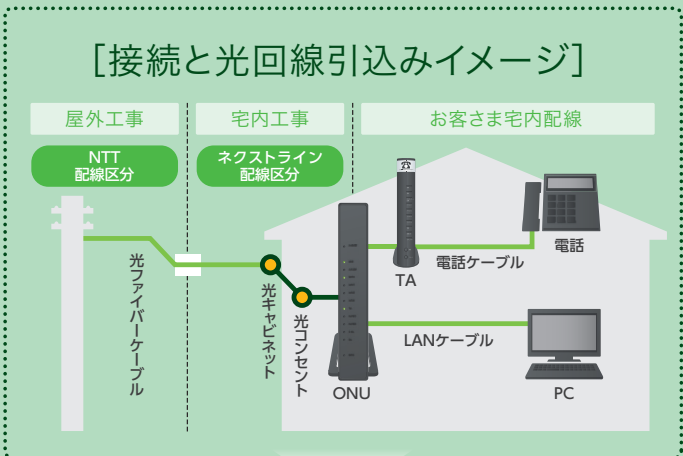 [接続と光回線引込みイメージ]
屋外工事
宅内工事
お客さま宅内配線
NTT
配線区分
ネクストライン
配線区分
電話
電話ケーブル
TA
光ファイバーケーブル
光キャビネット
光コンセント
LANケーブル
ONU
PC